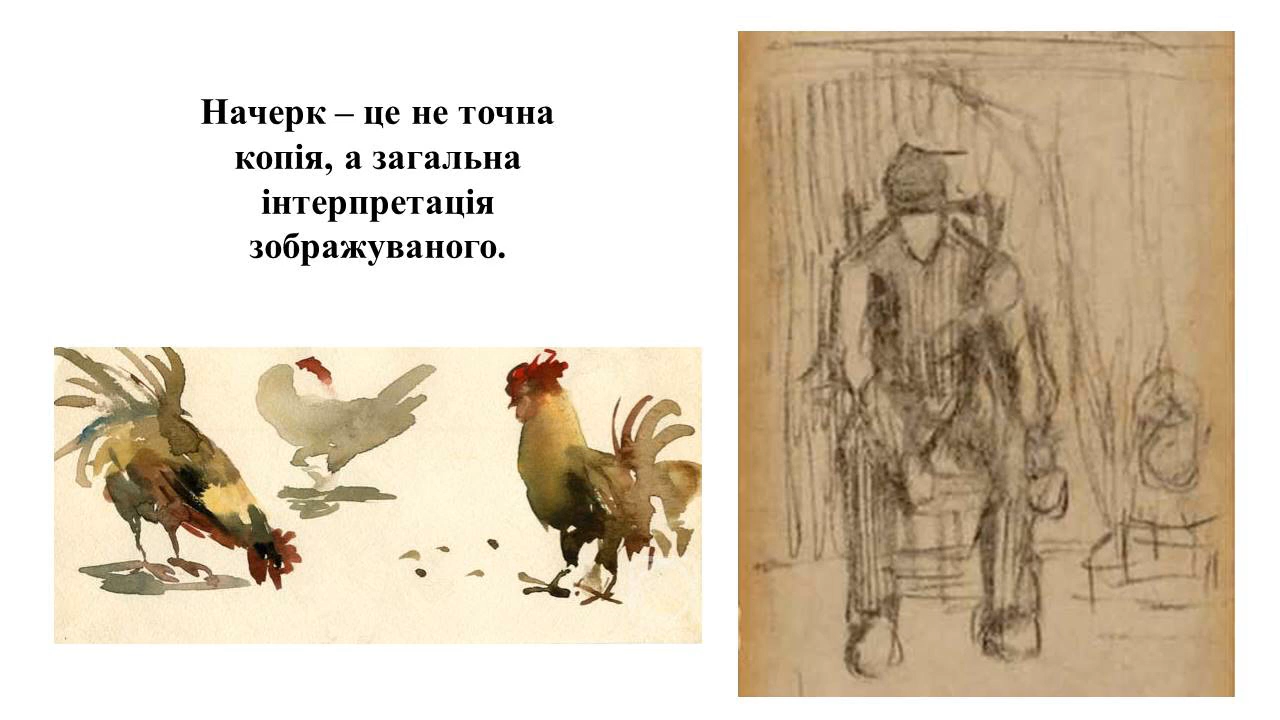 Начерк – це не точна
копія, а загальна
інтерпретація
зображуваного.